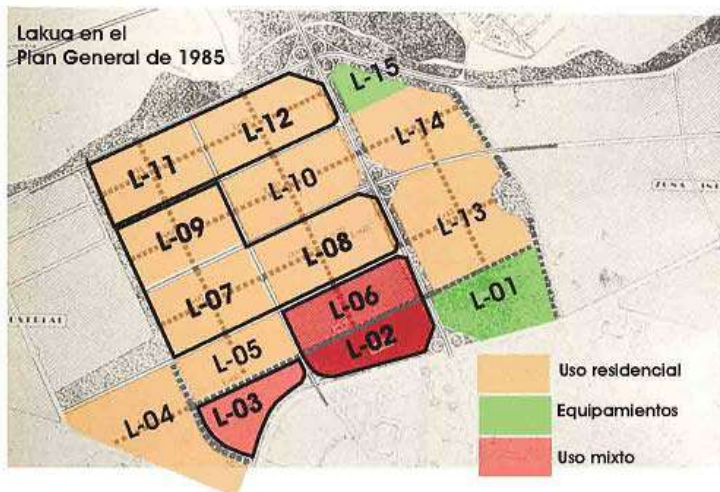 Lakua en el
Plan General de 1985
L-15
L-12
L-14
L-11
L-10
L-09
L-13
L-08
L-07
L-06
L-01
L-02
L-05
L-03
L-04
Uso residencial
Equipamientos
Uso mixto